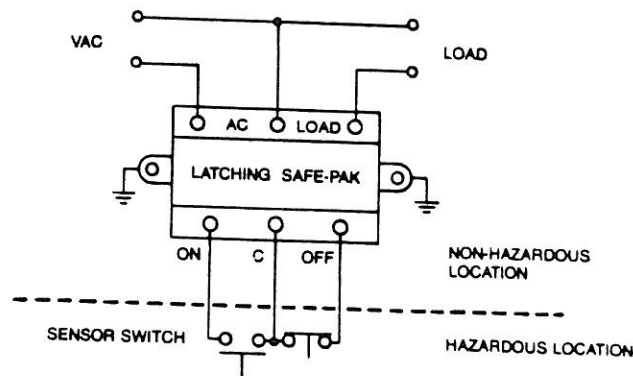 VAC
LOAD
AC LOAD
LATCHING SAFE-PAK
ON C OFF
NON-HAZARDOUS
LOCATION
SENSOR SWITCH
HAZARDOUS LOCATION